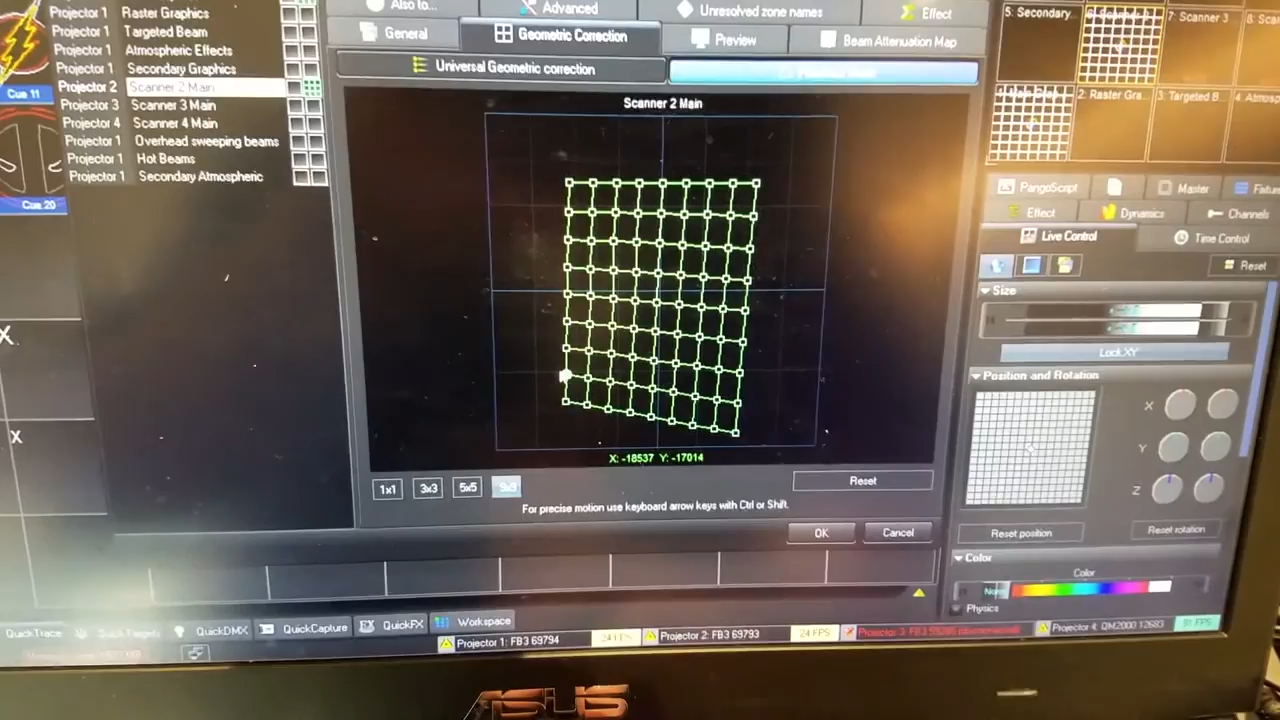 Also to...
Advanced
Unresolved zone names
Effect
General
Geometric Correction
Preview
Beam Attenuation Map
Universal Geometric correction
Projector 1 Raster Graphics
Projector 1 Targeted Beam
Projector 1 Atmospheric Effects
Projector 1 Secondary Graphics
Projector 2 Scanner 2 Main
Projector 3 Scanner 3 Main
Projector 4 Scanner 4 Main
Projector 1 Overhead sweeping beams
Projector 1 Hot Beams
Projector 1 Secondary Atmospheric
Cue 11
Cue 20
X
X
Scanner 2 Main
X: -18537 Y: -17014
1x1
3x3
5x5
9x9
Reset
For precise motion use keyboard arrow keys with Ctrl or Shift.
OK
Cancel
5: Secondary
7: Scanner 3
2: Raster Gra...
3: Targeted B...
PangoScript
Master
Effect
Dynamics
Channels
Live Control
Time Control
Reset
Size
Lock XY
Position and Rotation
X
Y
Z
Reset position
Reset rotation
Color
Color
Physics
QuickTrace
QuickTargets
QuickDMX
QuickCapture
QuickFX
Workspace
Projector 1: FB3 69794
24 FPS
Projector 2: FB3 69793
24 FPS
Projector 4: QM2000 12683
ASUS